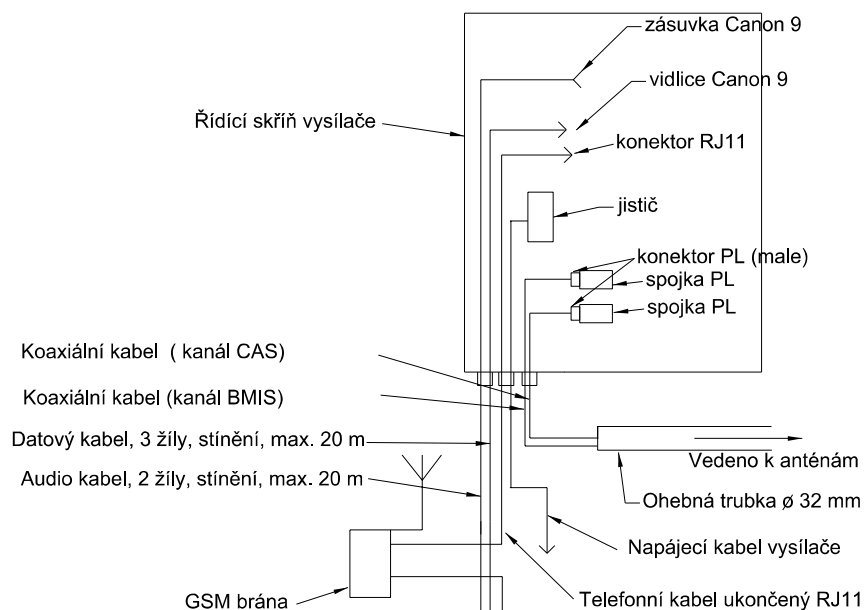 zásuvka Canon 9
vidlice Canon 9
Řídící skříň vysílače
konektor RJ11
jistič
konektor PL (male)
spojka PL
spojka PL
Koaxiální kabel ( kanál CAS)
Koaxiální kabel (kanál BMIS)
Datový kabel, 3 žíly, stínění, max. 20 m
Vedeno k anténám
Audio kabel, 2 žíly, stínění, max. 20 m
Ohebná trubka ø 32 mm
Napájecí kabel vysílače
GSM brána
Telefonní kabel ukončený RJ11